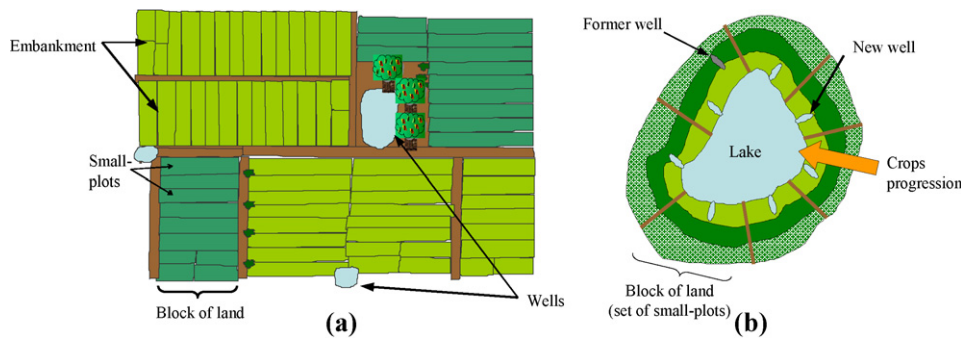 Embankment
Small-
plots
Block of land
Wells
(a)
Former well
New well
Lake
Crops
progression
Block of land
(set of small-plots)
(b)